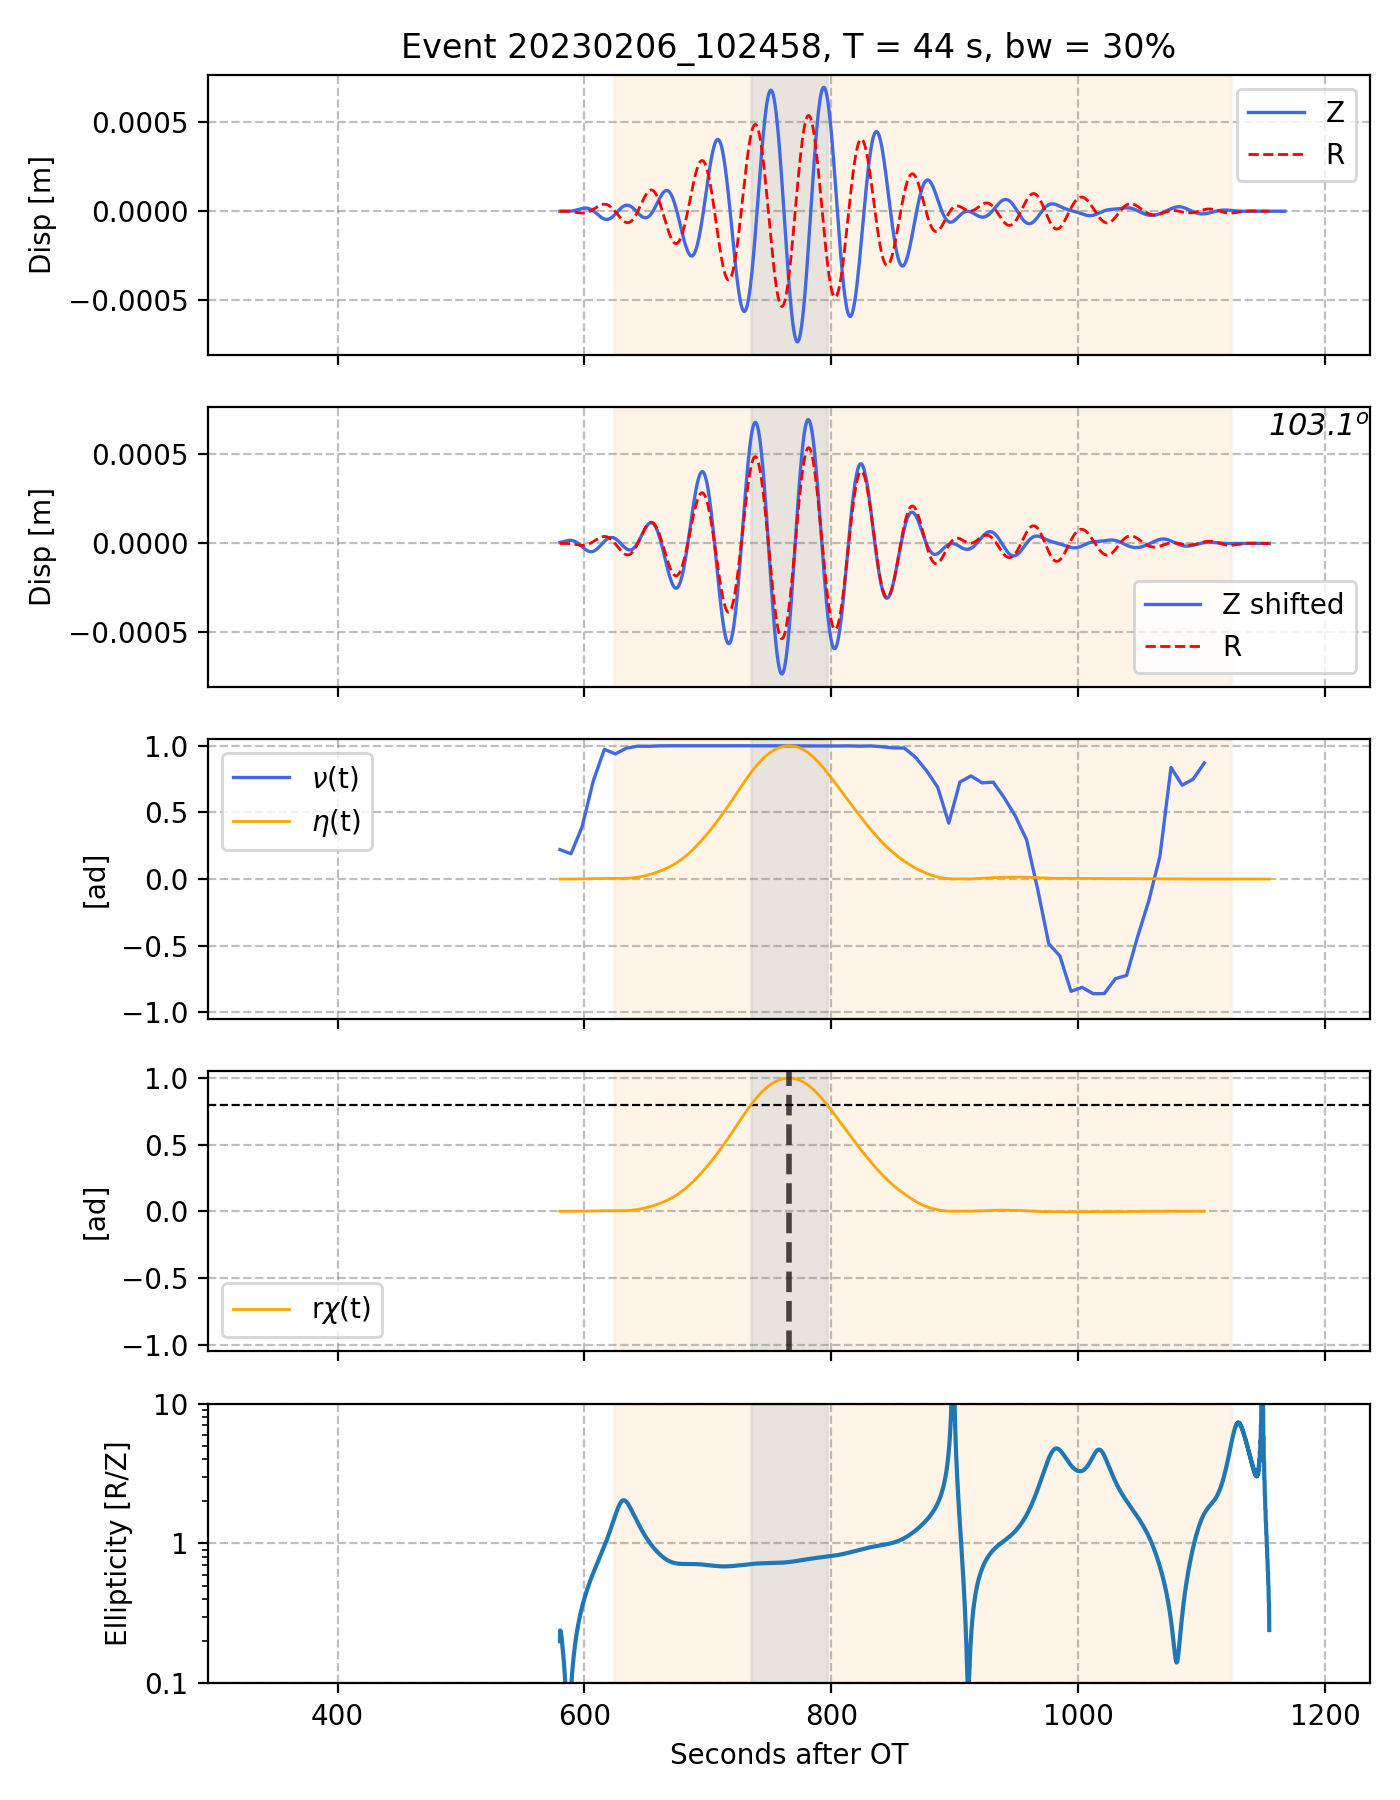 Event 20230206_102458, T = 44 s, bw = 30%
0.0005
0.0000
−0.0005
Disp [m]
Z
R
0.0005
0.0000
−0.0005
Disp [m]
103.1°
Z shifted
R
1.0
0.5
0.0
−0.5
−1.0
[ad]
ν(t)
η(t)
1.0
0.5
0.0
−0.5
−1.0
[ad]
rχ(t)
10
1
0.1
Ellipticity [R/Z]
400
600
800
1000
1200
Seconds after OT